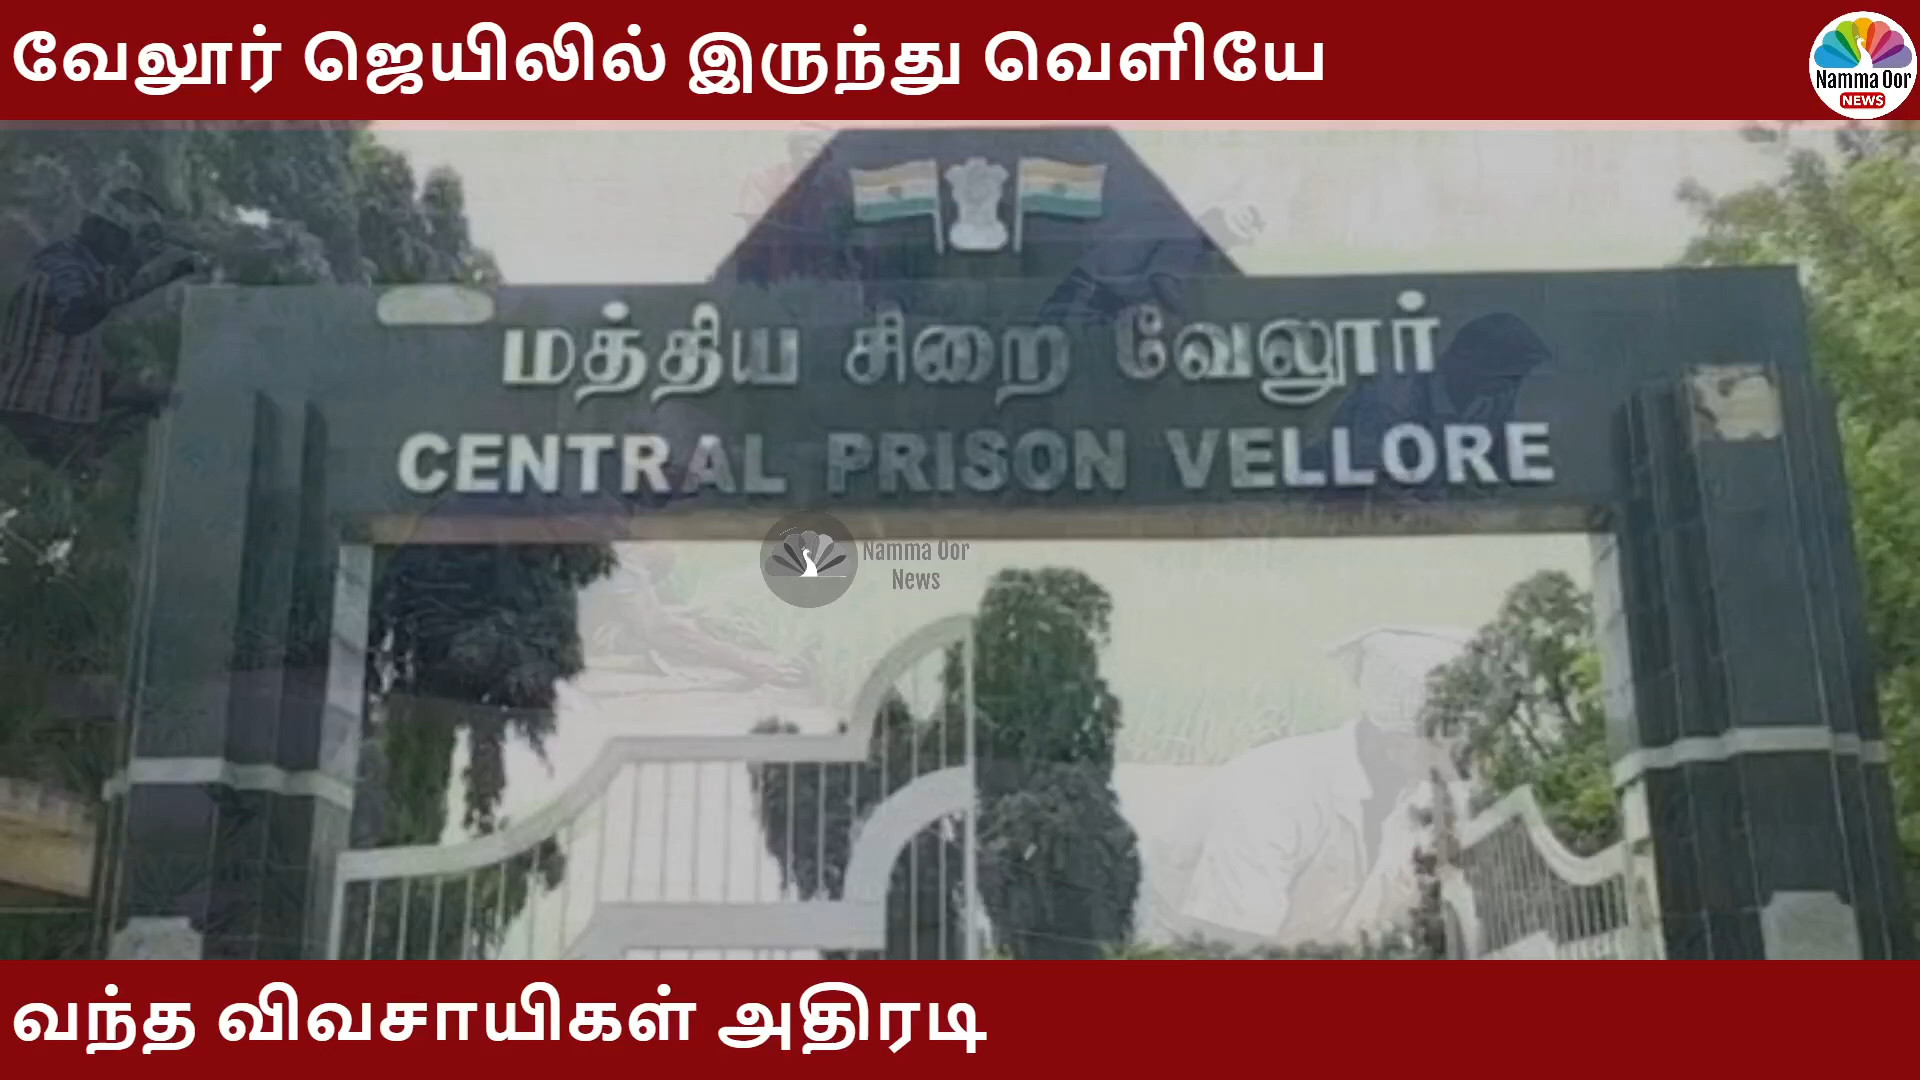 வேலூர் ஜெயிலில் இருந்து வெளியே
Namma Oor
NEWS
மத்திய சிறை வேலூர்
CENTRAL PRISON VELLORE
Namma Oor
News
வந்த விவசாயிகள் அதிரடி